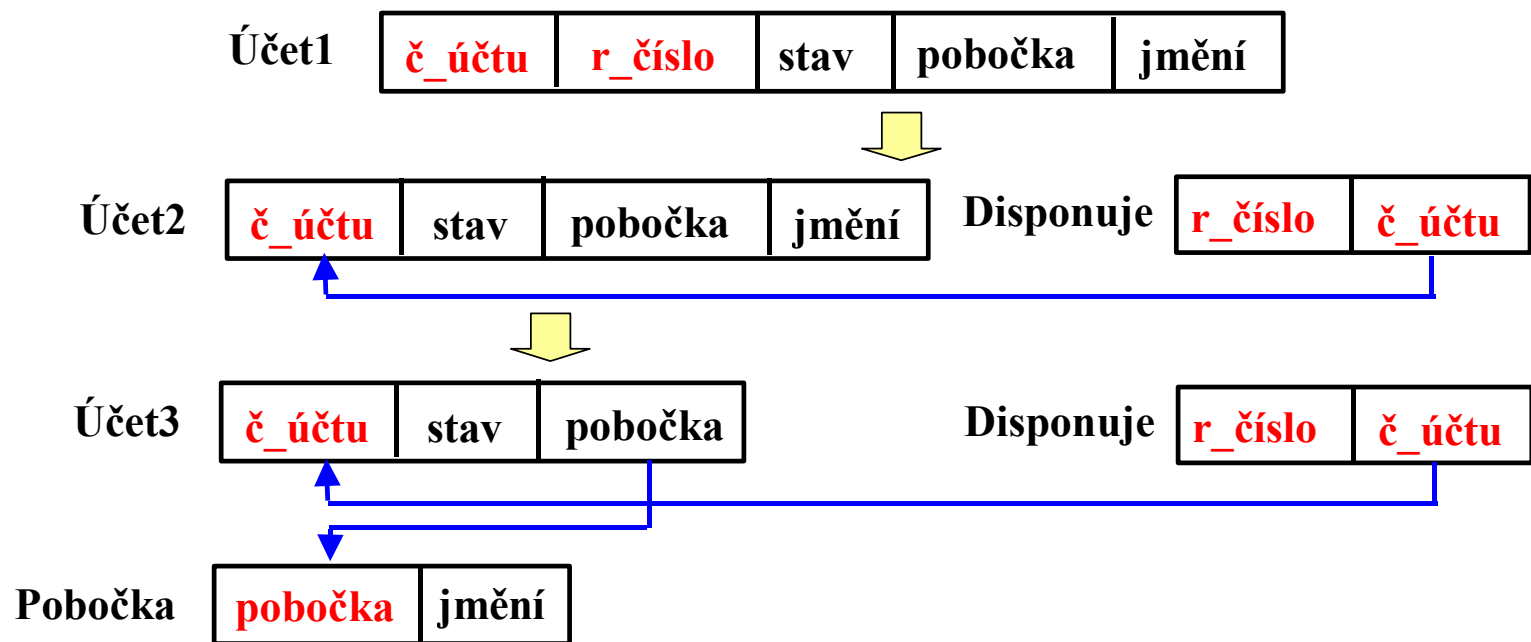 Účet1 č_účtu r_číslo stav pobočka jmění
Účet2 č_účtu stav pobočka jmění Disponuje r_číslo č_účtu
Účet3 č_účtu stav pobočka Disponuje r_číslo č_účtu
Pobočka pobočka jmění